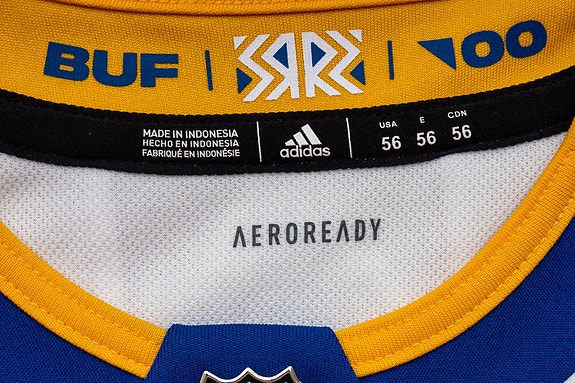 BUF | | '00
MADE IN INDONESIA
HECHO EN INDONESIA
FABRIQUÉ EN INDONÉSIE
adidas
USA E CDN
56 56 56
AEROREADY